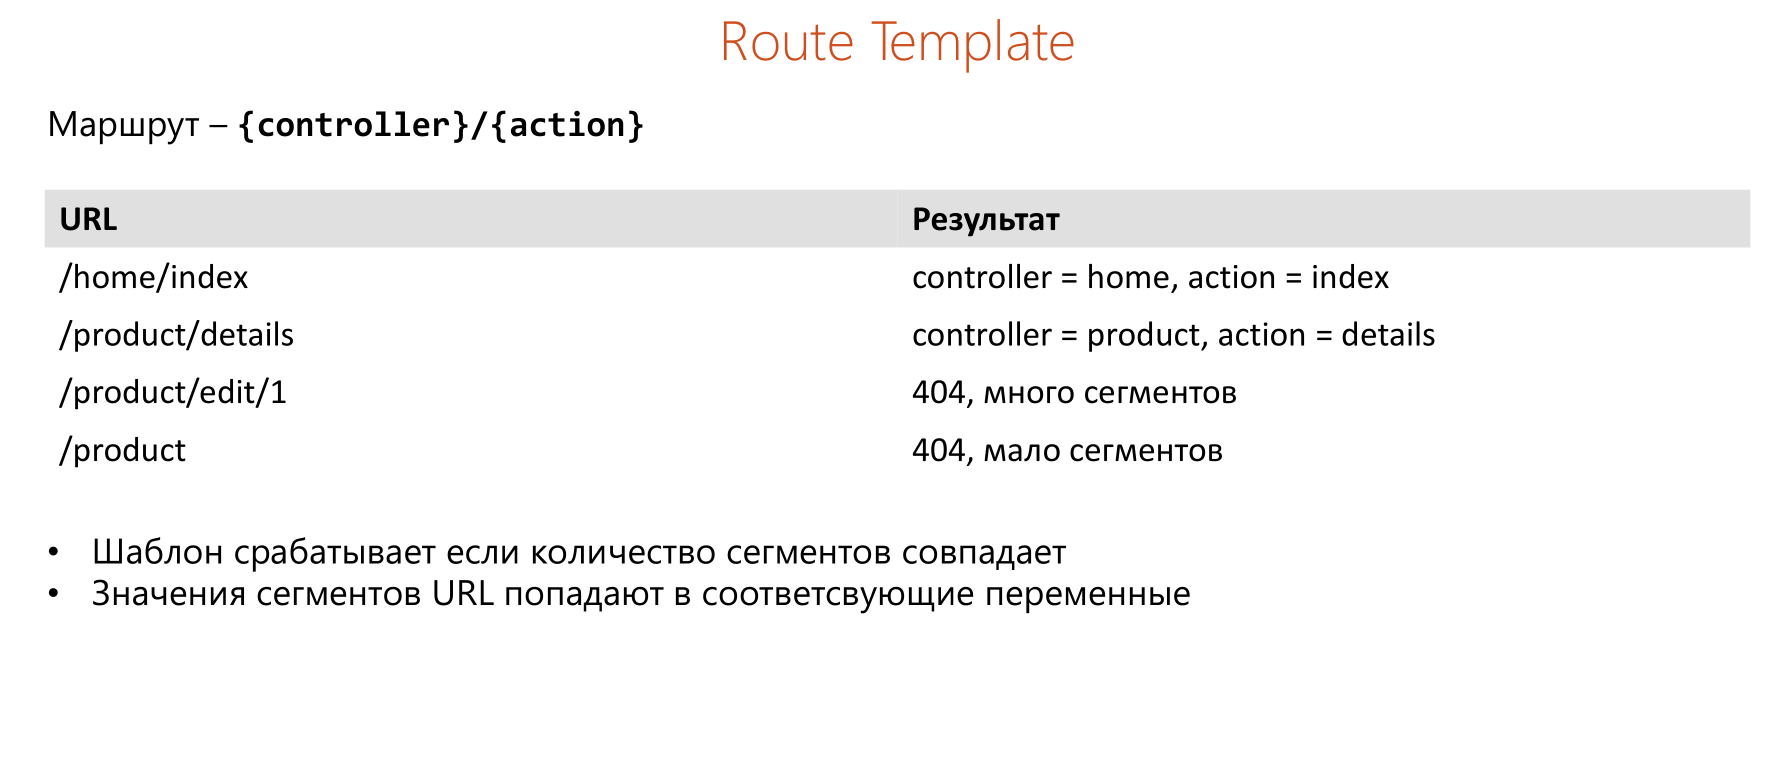 Route Template
Маршрут – {controller}/{action}
URL Результат
/home/index controller = home, action = index
/product/details controller = product, action = details
/product/edit/1 404, много сегментов
/product 404, мало сегментов
• Шаблон срабатывает если количество сегментов совпадает
• Значения сегментов URL попадают в соответсвующие переменные